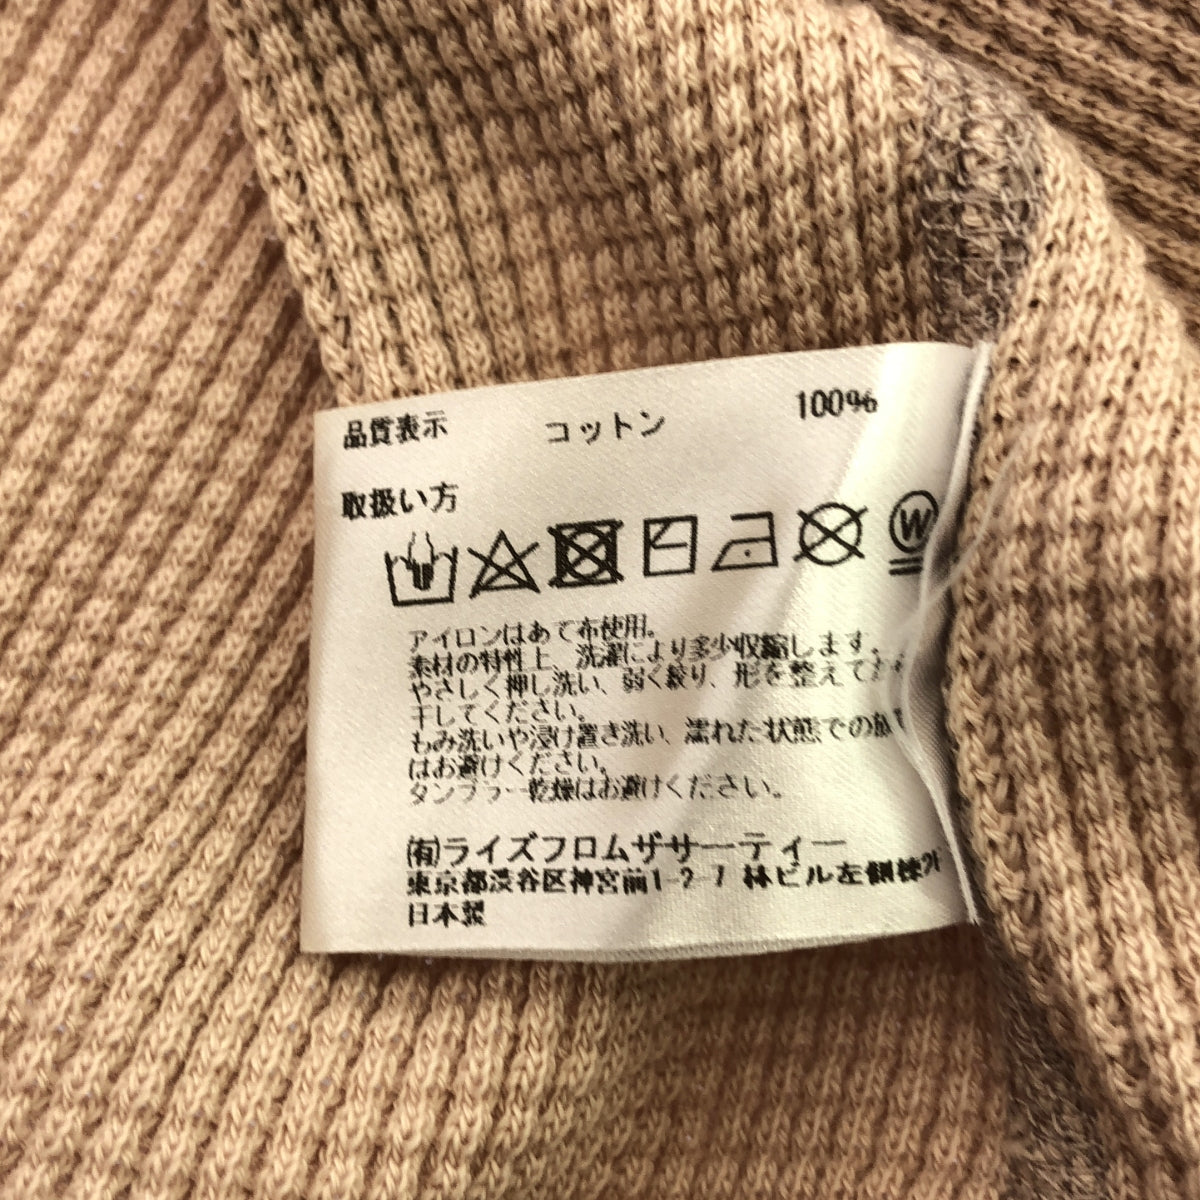 品質表示 コットン 100%
取扱い方
W
アイロンはあて布使用。
素材の特性上、洗濯により多少収縮します。
やさしく押し洗い、弱く絞り、形を整えて
干してください。
もみ洗いや浸け置き洗い、濡れた状態での放置
はお避けください。
タンブラー乾燥はお避けください。
(有)ライズフロムザサーティー
東京都渋谷区神宮前1-2-7 林ビル左側棟2F
日本製